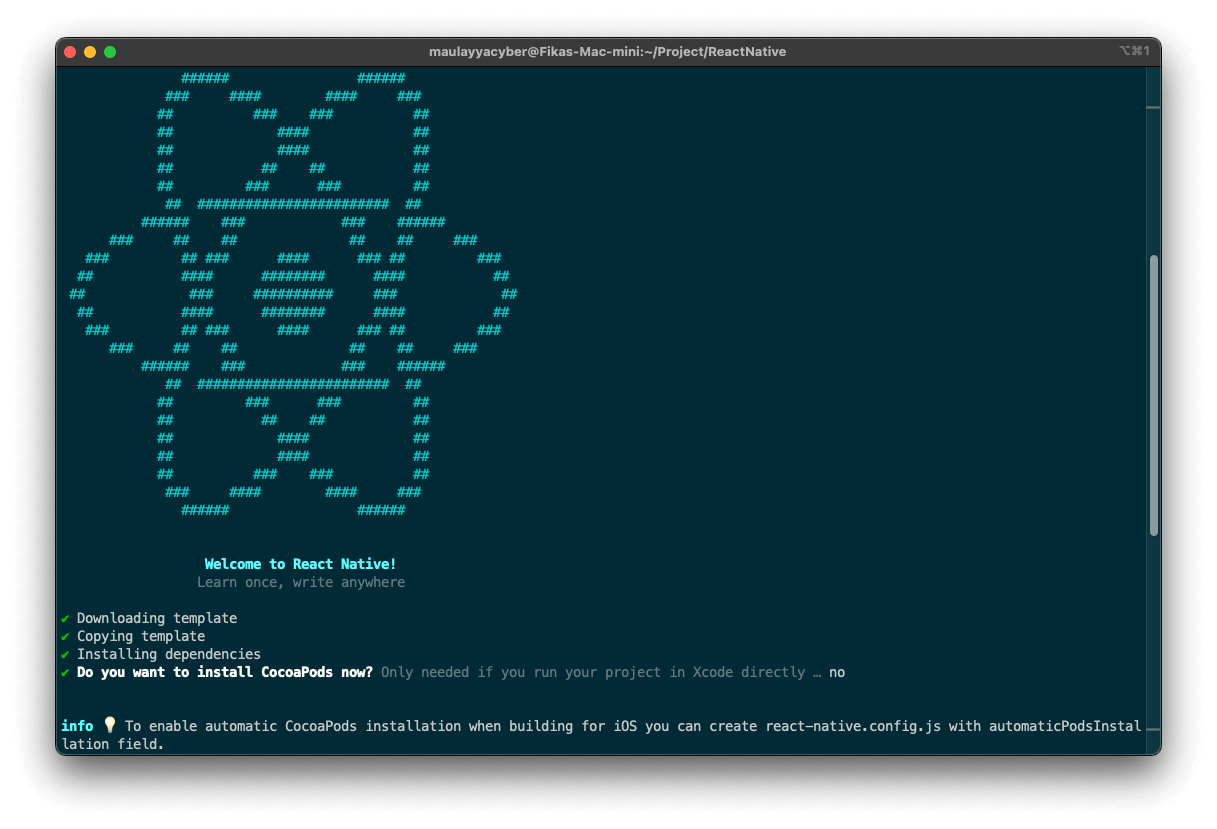 maulayyacyber@Fikas-Mac-mini:~/Project/ReactNative
⌥⌘1
               ######                ######
             ###     ####        ####     ###
            ##          ###    ###          ##
            ##             ####             ##
            ##             ####             ##
            ##           ##    ##           ##
            ##         ###      ###         ##
             ##  ########################  ##
          ######    ###            ###    ######
      ###     ##    ##              ##    ##     ###
   ###         ## ###      ####      ### ##         ###
  ##           ####      ########      ####           ##
 ##             ###     ##########     ###             ##
  ##           ####      ########      ####           ##
   ###         ## ###      ####      ### ##         ###
      ###     ##    ##              ##    ##     ###
          ######    ###            ###    ######
             ##  ########################  ##
            ##         ###      ###         ##
            ##           ##    ##           ##
            ##             ####             ##
            ##             ####             ##
            ##          ###    ###          ##
             ###     ####        ####     ###
               ######                ######
Welcome to React Native!
Learn once, write anywhere
✔ Downloading template
✔ Copying template
✔ Installing dependencies
✔ Do you want to install CocoaPods now? Only needed if you run your project in Xcode directly … no
info 💡 To enable automatic CocoaPods installation when building for iOS you can create react-native.config.js with automaticPodsInstal
lation field.